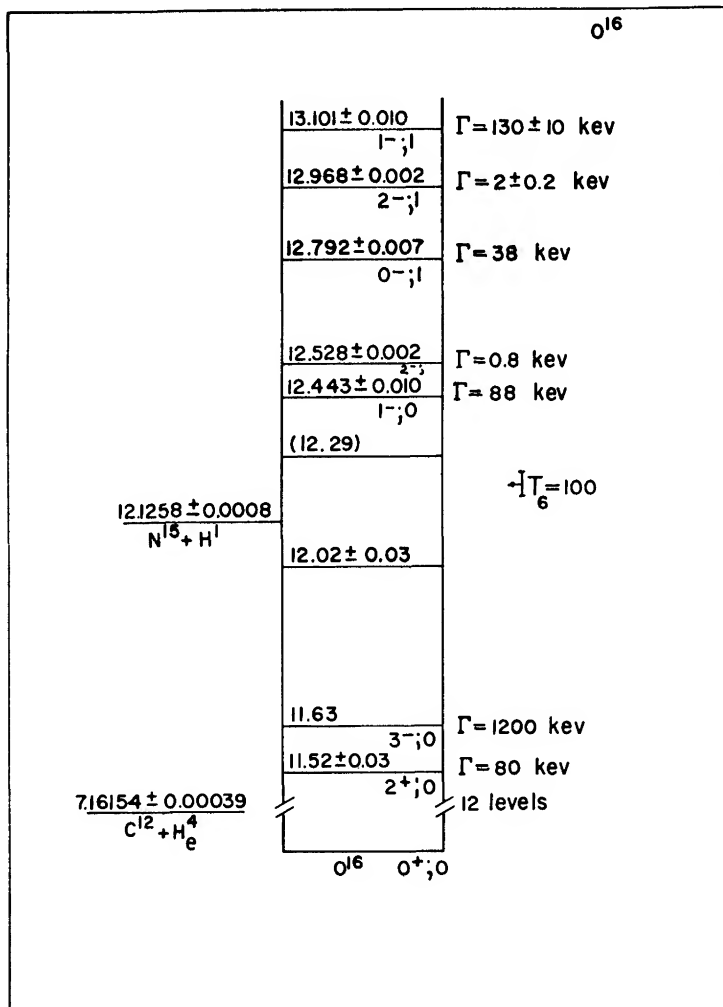 O¹⁶
13.101 ± 0.010 Γ = 130 ± 10 kev
1-;1
12.968 ± 0.002 Γ = 2 ± 0.2 kev
2-;1
12.792 ± 0.007 Γ = 38 kev
0-;1
12.528 ± 0.002 Γ = 0.8 kev
2-;
12.443 ± 0.010 Γ = 88 kev
1-;0
(12.29)
T₆ = 100
12.1258 ± 0.0008
N¹⁵ + H¹
12.02 ± 0.03
11.63 Γ = 1200 kev
3-;0
11.52 ± 0.03 Γ = 80 kev
2+;0
7.16154 ± 0.00039 12 levels
C¹² + Hₑ⁴
O¹⁶ 0⁺;0